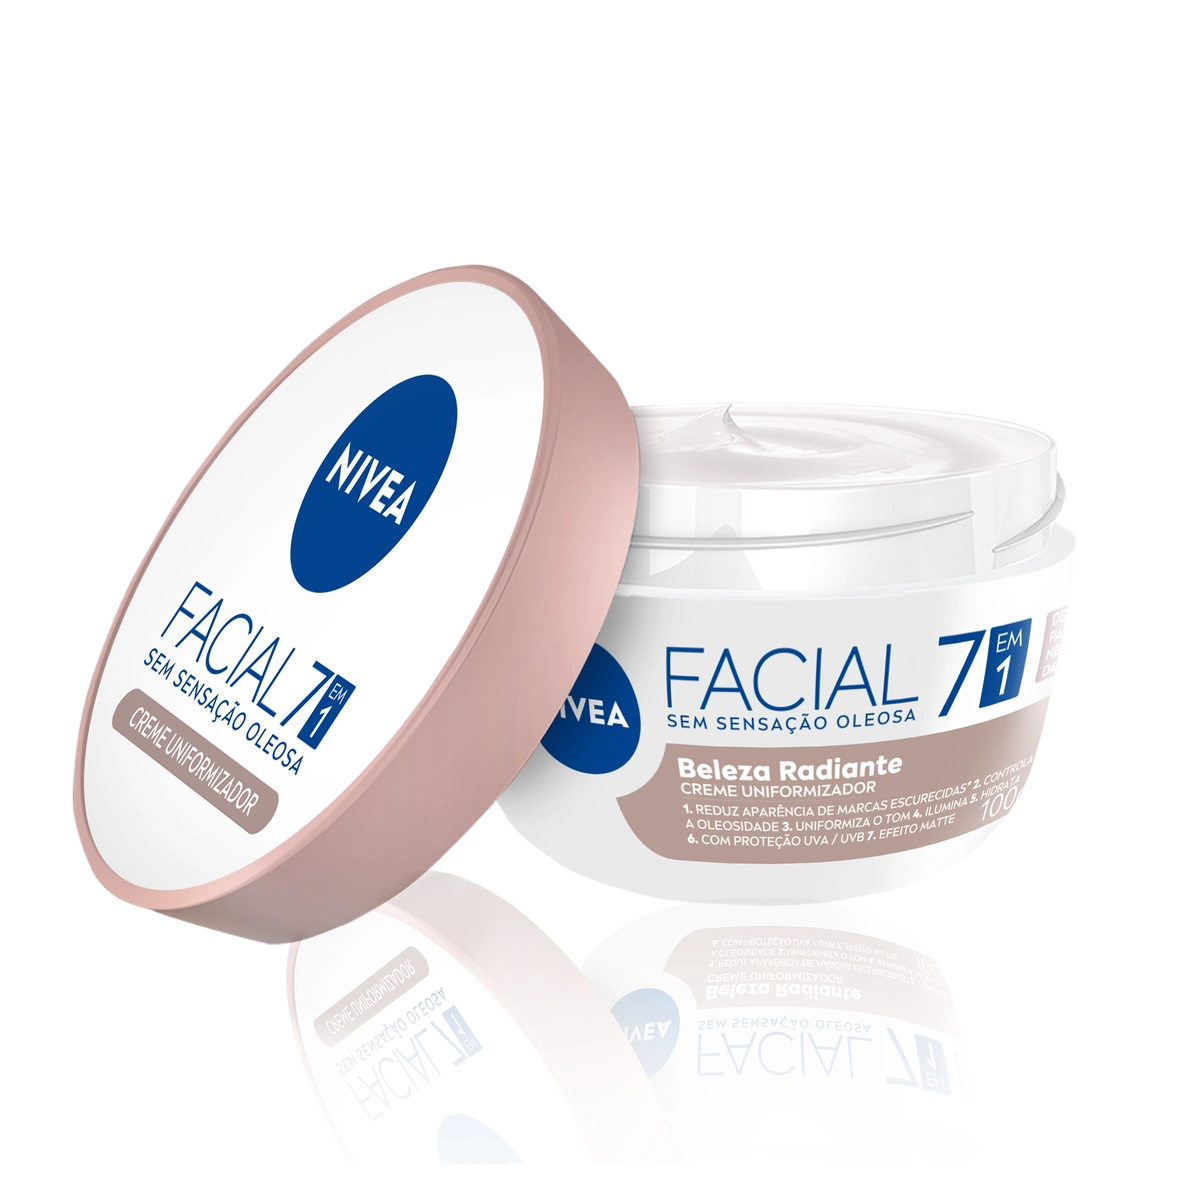 NIVEA
FACIAL 7 EM 1
SEM SENSAÇÃO OLEOSA
CREME UNIFORMIZADOR
FACIAL 7 EM 1
SEM SENSAÇÃO OLEOSA
Beleza Radiante
CREME UNIFORMIZADOR
1. REDUZ APARÊNCIA DE MARCAS ESCURECIDAS* 2. CONTROLA
A OLEOSIDADE 3. UNIFORMIZA O TOM 4. ILUMINA 5. HIDRATA
6. COM PROTEÇÃO UVA / UVB 7. EFEITO MATTE
100